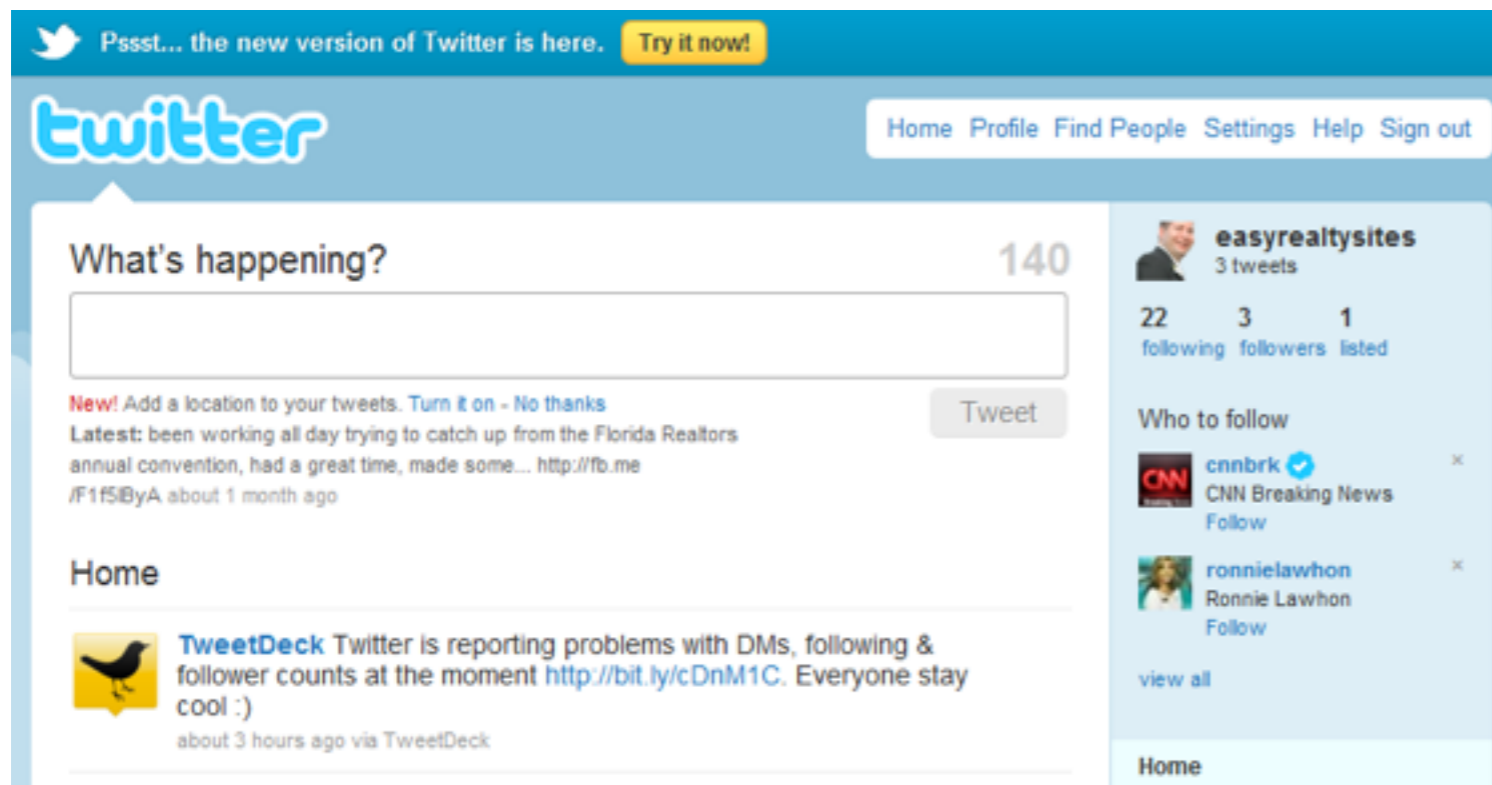 Pssst... the new version of Twitter is here. Try it now!
twitter
Home Profile Find People Settings Help Sign out
What's happening? 140
New! Add a location to your tweets. Turn it on - No thanks
Tweet
Latest: been working all day trying to catch up from the Florida Realtors
annual convention, had a great time, made some... http://fb.me
about 1 month ago
Home
TweetDeck Twitter is reporting problems with DMs, following &
follower counts at the moment http://bit.ly/cDnM1C. Everyone stay
cool :)
about 3 hours ago via TweetDeck
easyrealtysites
3 tweets
22 3 1
following followers listed
Who to follow
CNN
cnnbrk ×
CNN Breaking News
Follow
ronnielawhon ×
Ronnie Lawhon
Follow
view all
Home